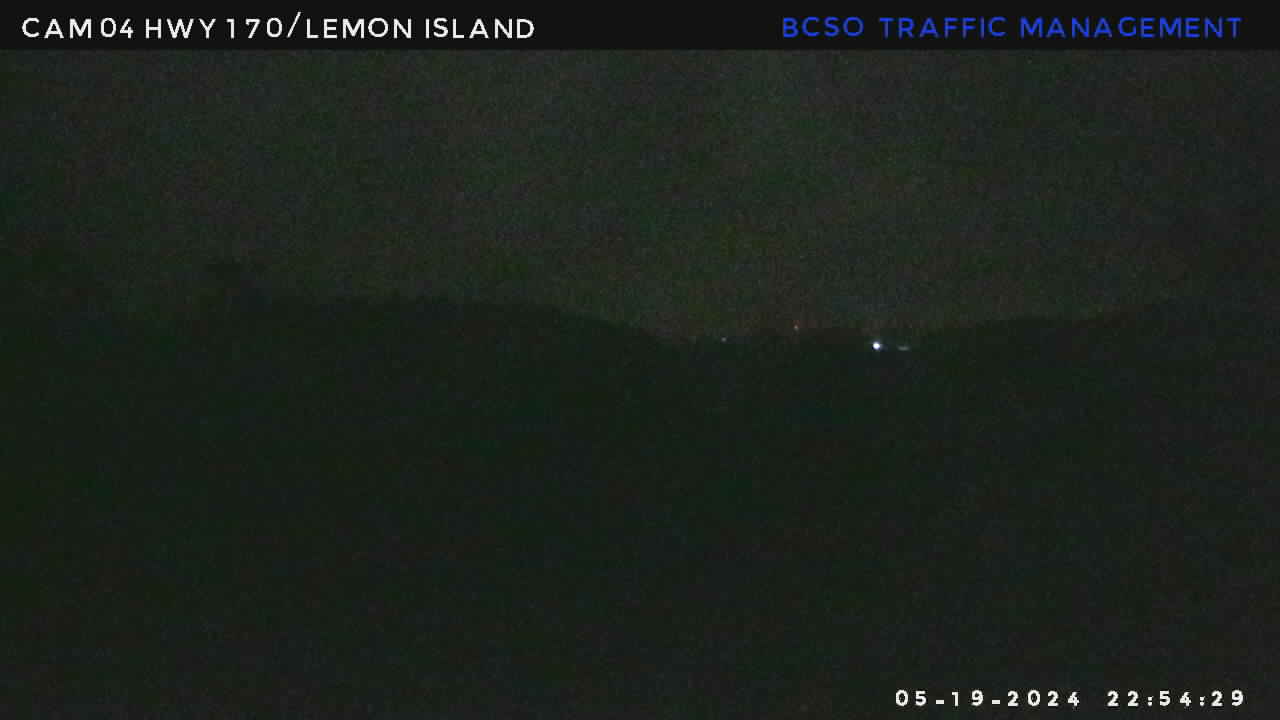 CAM 04 HWY 170/LEMON ISLAND
BCSO TRAFFIC MANAGEMENT
05-19-2024 22:54:29